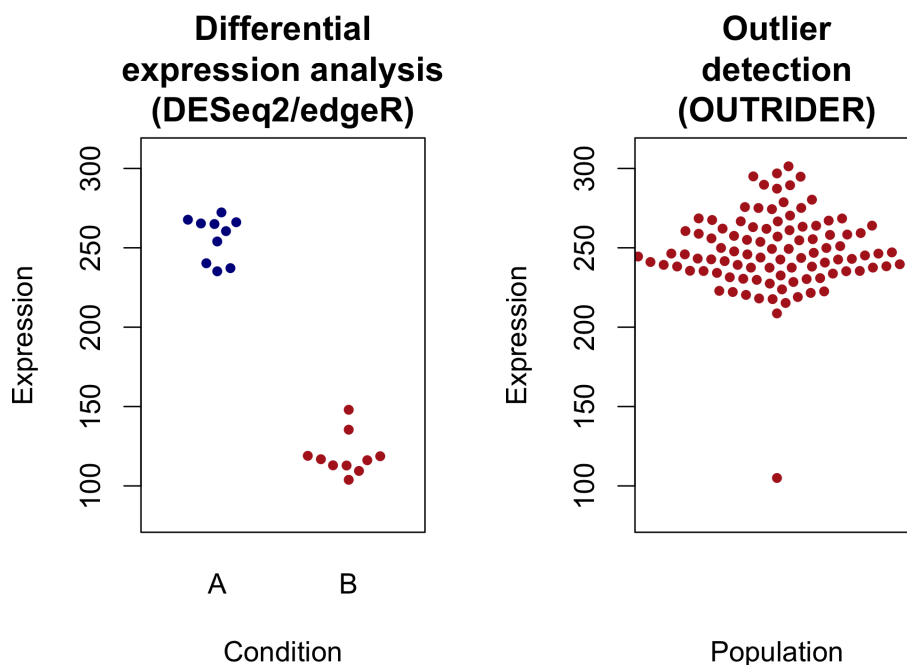 Differential
expression analysis
(DESeq2/edgeR)
300
250
200
150
100
Expression
A B
Condition
Outlier
detection
(OUTRIDER)
300
250
200
150
100
Expression
Population